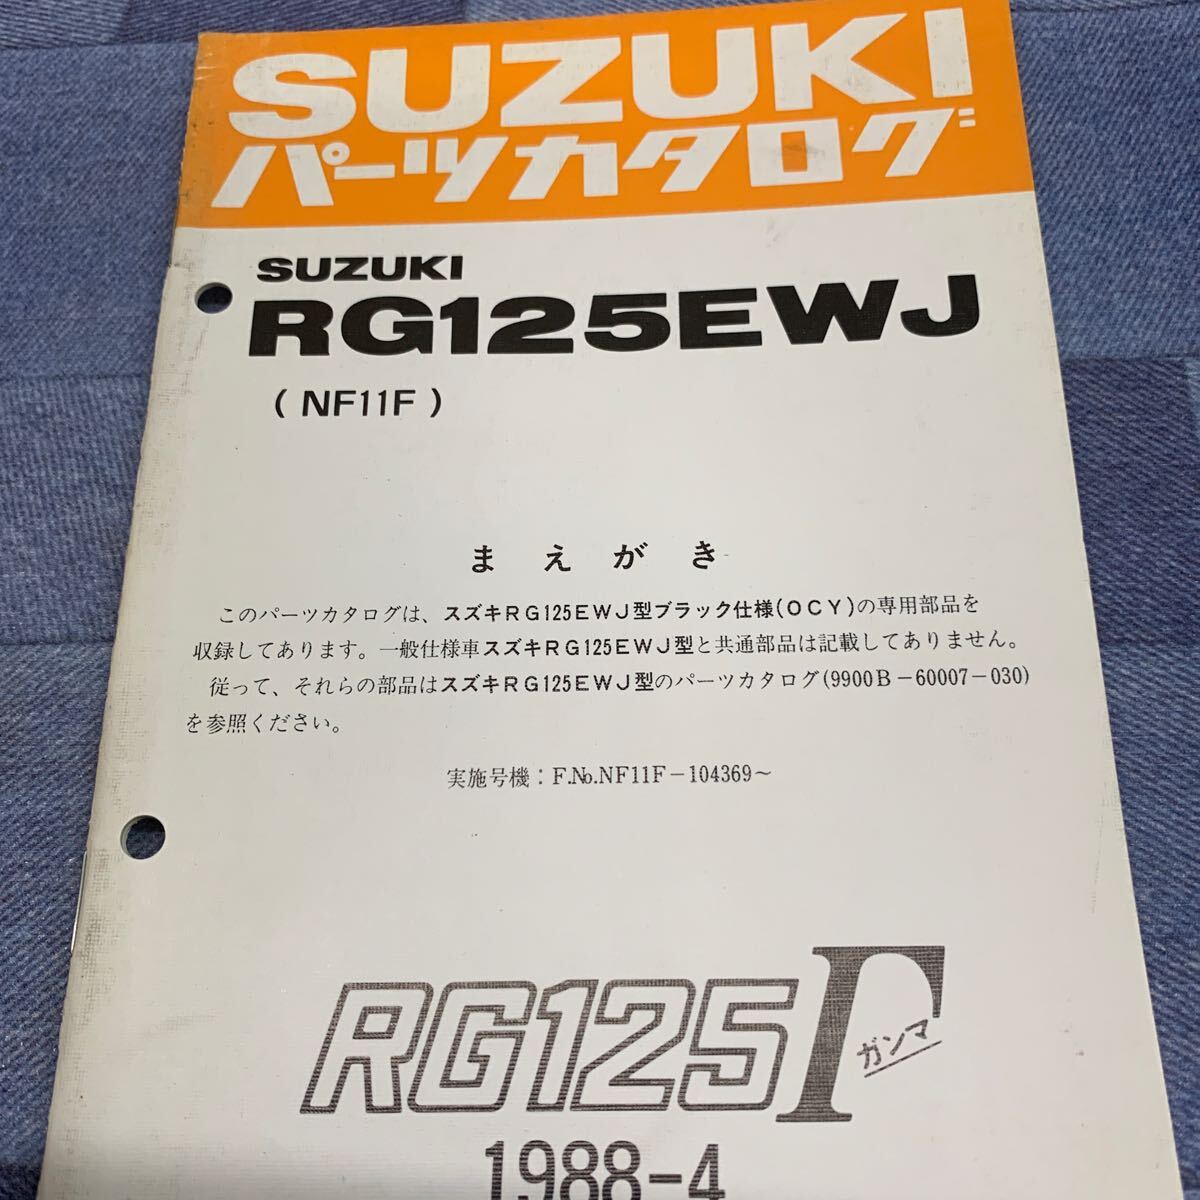 SUZUKI
パーツカタログ
SUZUKI
RG125EWJ
( NF11F )
まえがき
このパーツカタログは、スズキRG125EWJ型ブラック仕様(OCY)の専用部品を
収録してあります。一般仕様車スズキRG125EWJ型と共通部品は記載してありません。
従って、それらの部品はスズキRG125EWJ型のパーツカタログ(9900B-60007-030)
を参照ください。
実施号機：F.No.NF11F-104369～
RG125Γ
ガンマ
1988-4